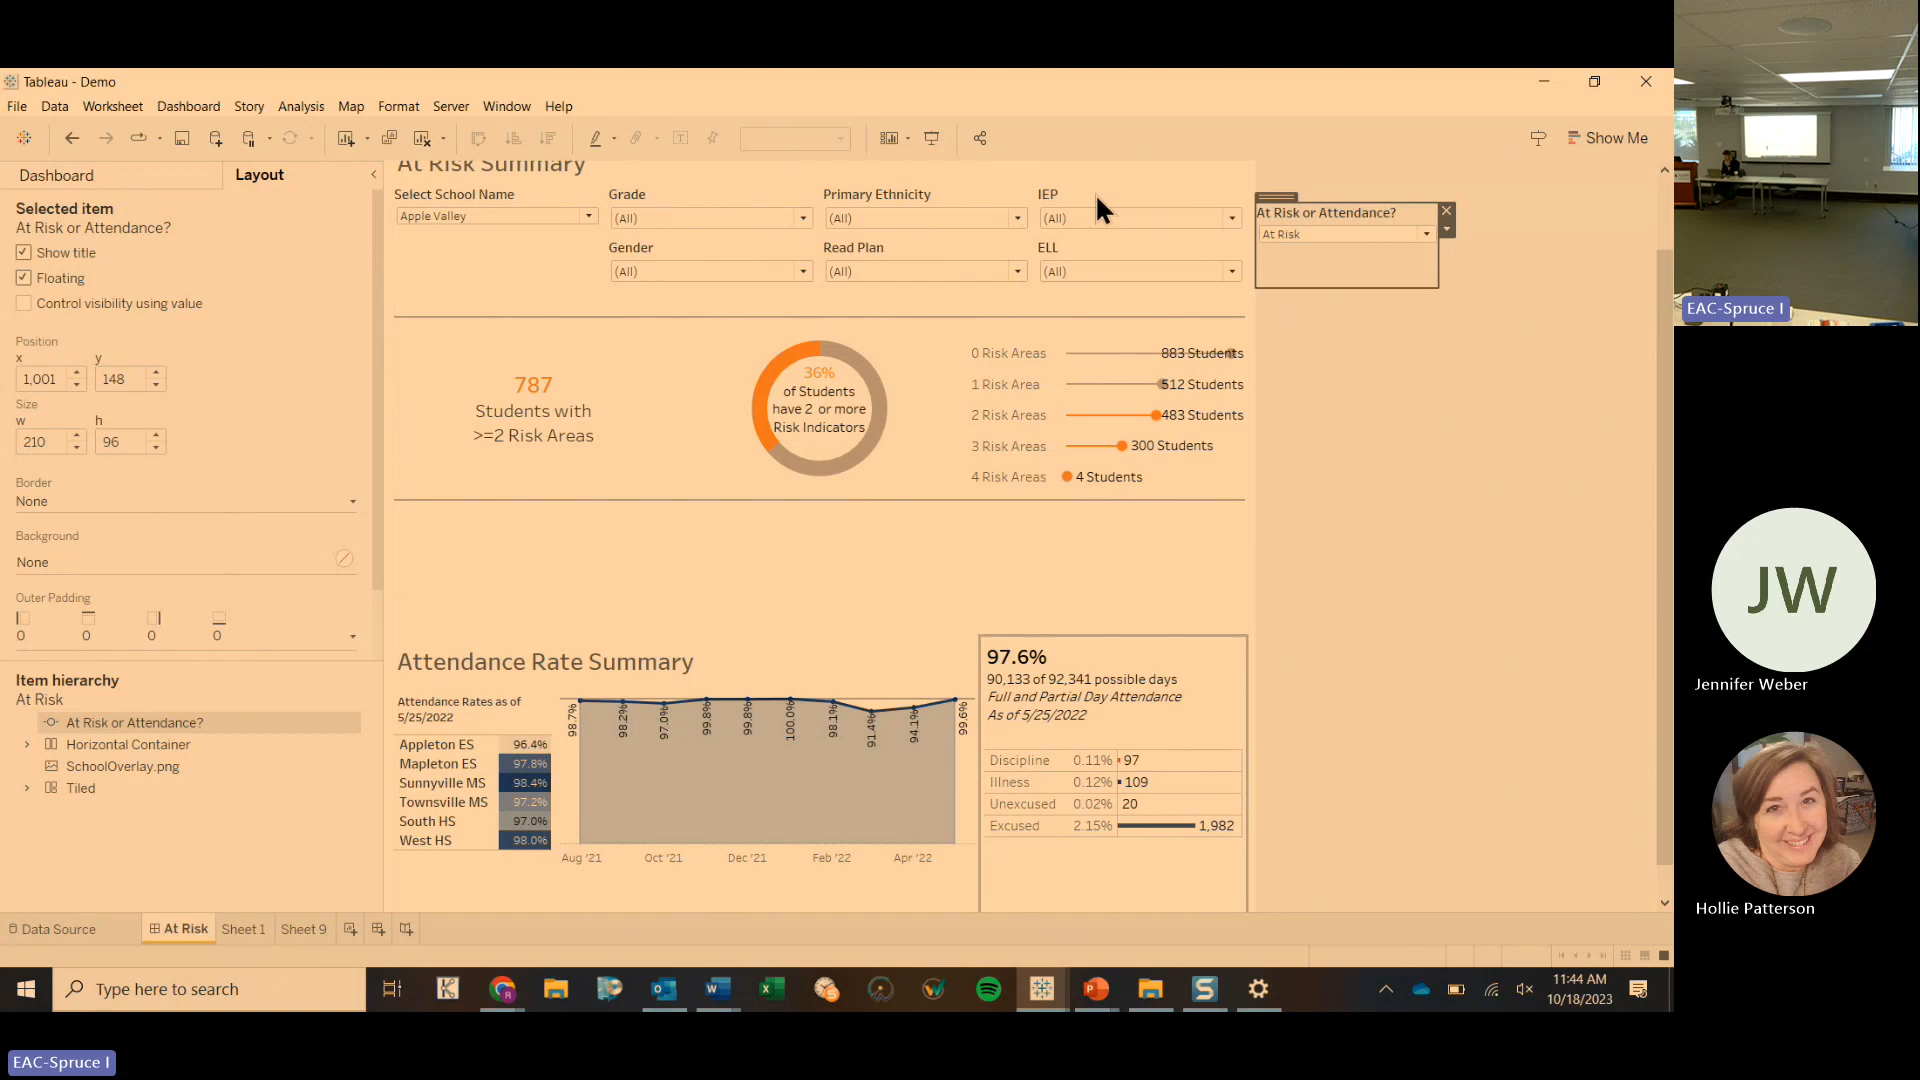 Tableau - Demo
File Data Worksheet Dashboard Story Analysis Map Format Server Window Help
Show Me
Dashboard
Layout
Selected item
At Risk or Attendance?
Show title
Floating
Control visibility using value
Position
x y
1,001 148
Size
w h
210 96
Border
None
Background
None
Outer Padding
0 0 0 0
Item hierarchy
At Risk
At Risk or Attendance?
Horizontal Container
SchoolOverlay.png
Tiled
At Risk Summary
Select School Name Grade Primary Ethnicity IEP
Apple Valley (All) (All) (All)
Gender Read Plan ELL
(All) (All) (All)
At Risk or Attendance?
At Risk
787
Students with
>=2 Risk Areas
36%
of Students
have 2 or more
Risk Indicators
0 Risk Areas 883 Students
1 Risk Area 512 Students
2 Risk Areas 483 Students
3 Risk Areas 300 Students
4 Risk Areas 4 Students
Attendance Rate Summary
Attendance Rates as of
5/25/2022
Appleton ES 96.4%
Mapleton ES 97.8%
Sunnyville MS 98.4%
Townsville MS 97.2%
South HS 97.0%
West HS 98.0%
98.7% 98.2% 97.0% 99.8% 99.8% 100.0% 98.1% 91.4% 94.1% 99.6%
Aug '21 Oct '21 Dec '21 Feb '22 Apr '22
97.6%
90,133 of 92,341 possible days
Full and Partial Day Attendance
As of 5/25/2022
Discipline 0.11% 97
Illness 0.12% 109
Unexcused 0.02% 20
Excused 2.15% 1,982
Data Source At Risk Sheet 1 Sheet 9
Type here to search
11:44 AM
10/18/2023
EAC-Spruce I
JW
Jennifer Weber
Hollie Patterson
EAC-Spruce I